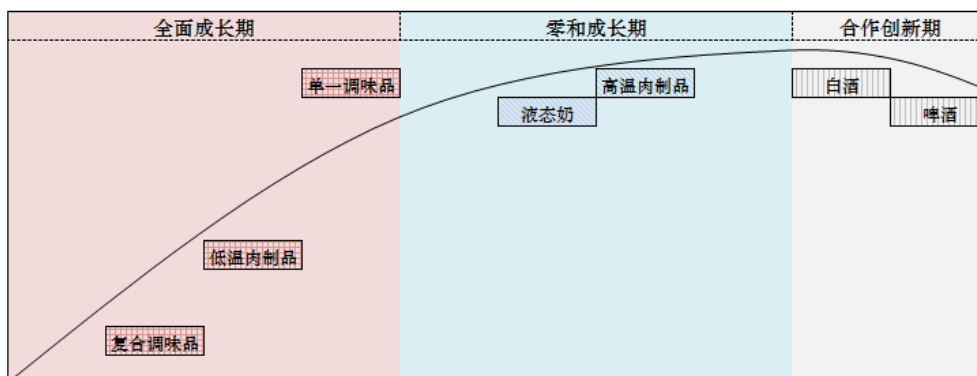 全面成长期
零和成长期
合作创新期
单一调味品
高温肉制品
白酒
液态奶
啤酒
低温肉制品
复合调味品